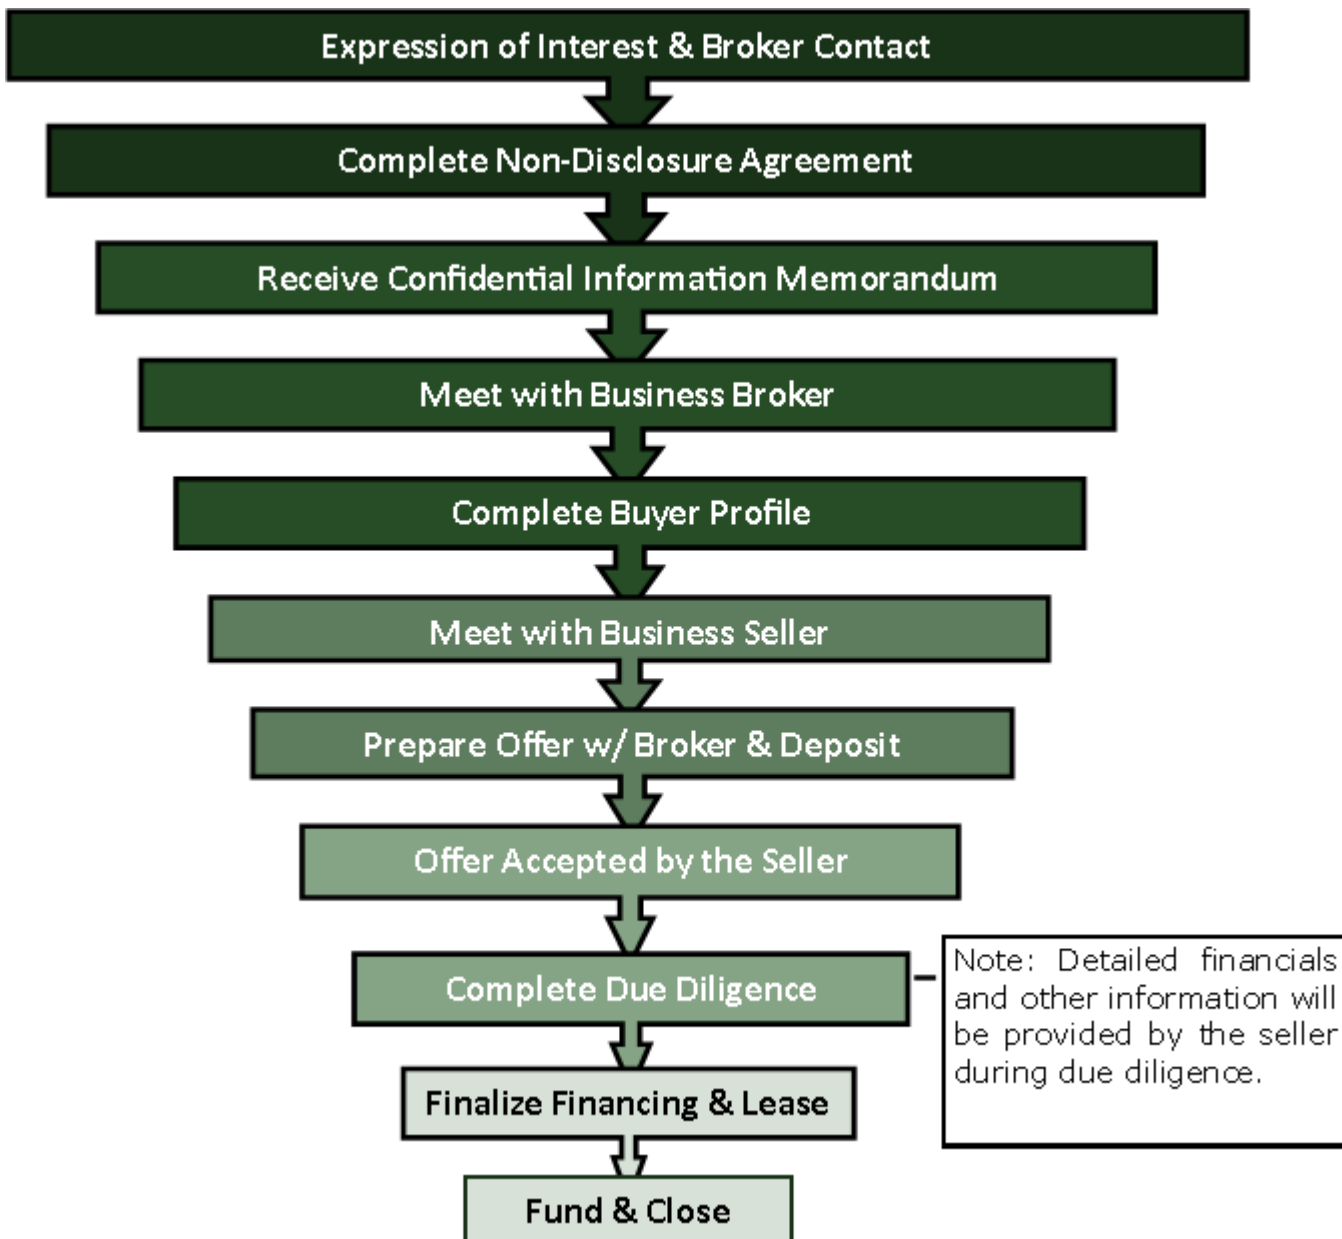 Expression of Interest & Broker Contact
Complete Non-Disclosure Agreement
Receive Confidential Information Memorandum
Meet with Business Broker
Complete Buyer Profile
Meet with Business Seller
Prepare Offer w/ Broker & Deposit
Offer Accepted by the Seller
Complete Due Diligence
Note: Detailed financials
and other information will
be provided by the seller
during due diligence.
Finalize Financing & Lease
Fund & Close